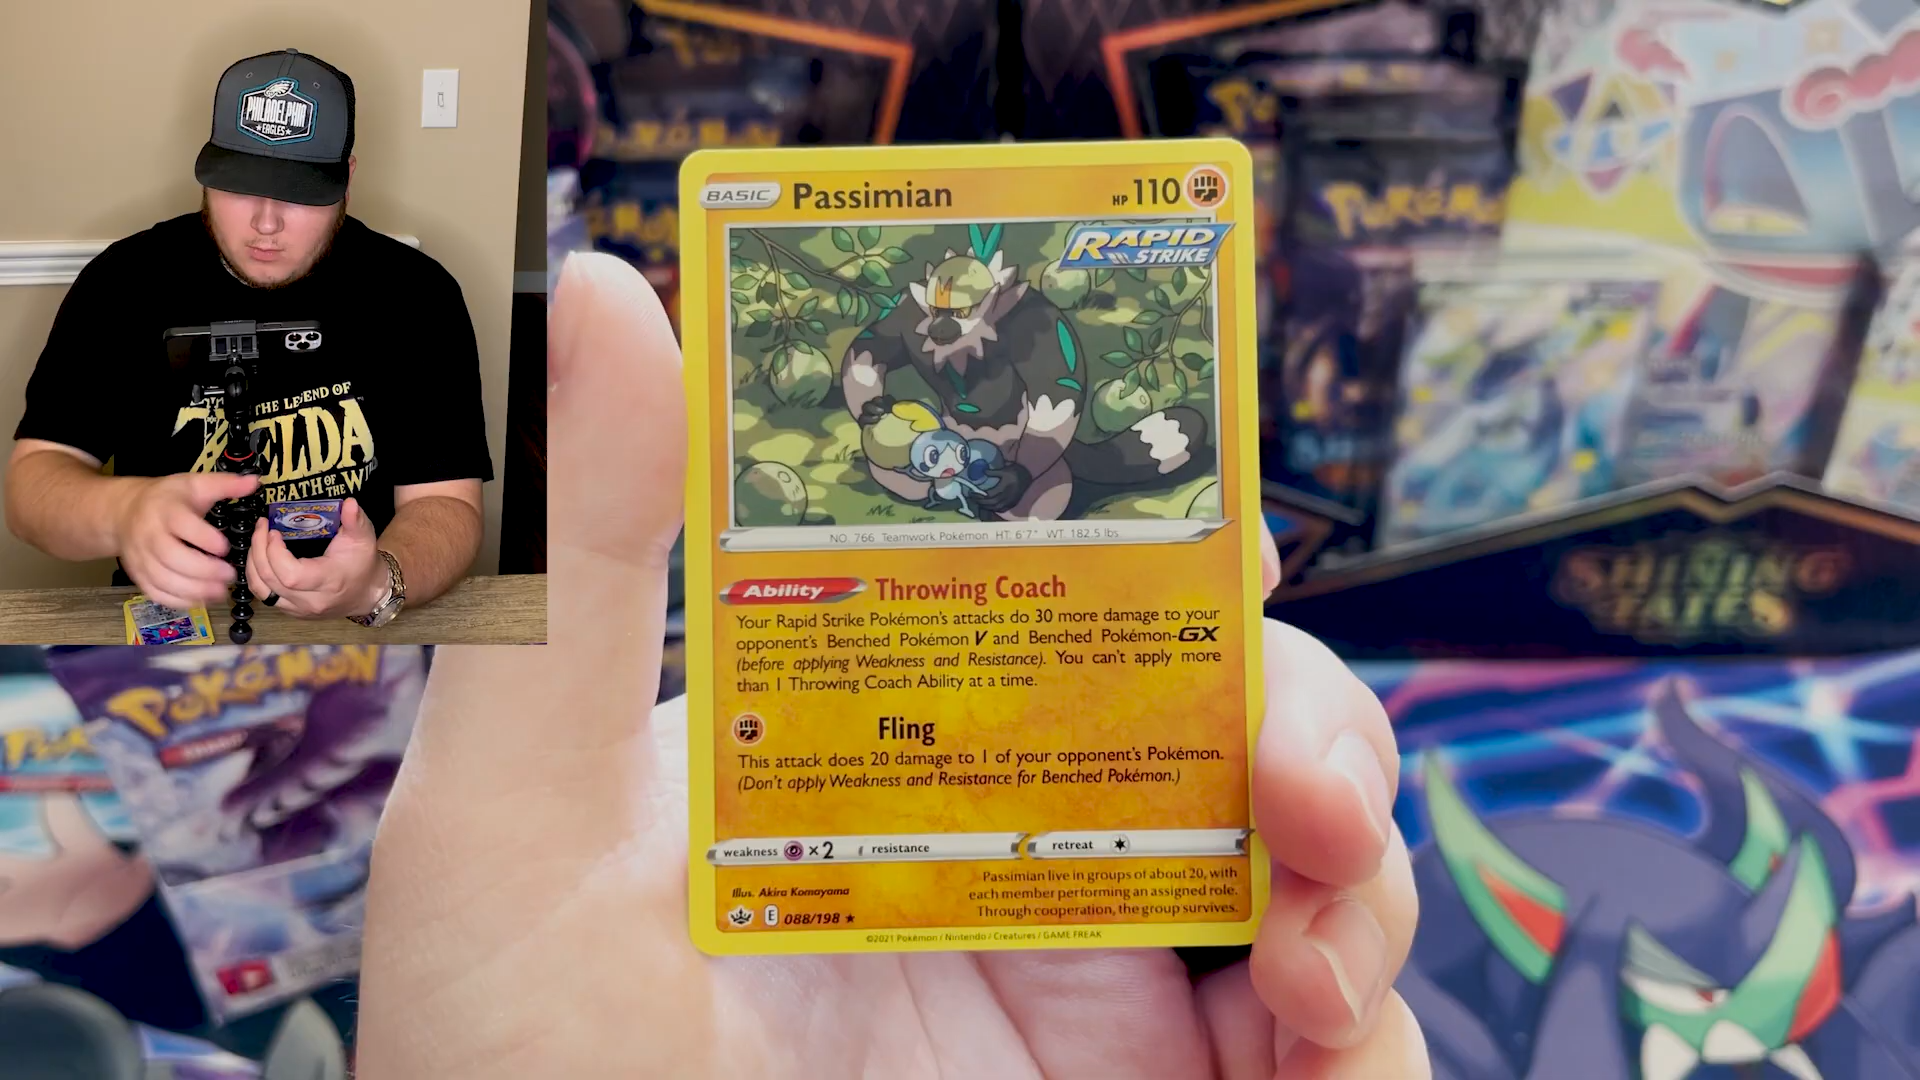 PHILADELPHIA
EAGLES
THE LEGEND OF
ZELDA
BREATH OF THE WI
POKÉMON
BASIC Passimian HP 110
RAPID
STRIKE
NO. 766 Teamwork Pokémon HT: 6'7" WT: 182.5 lbs.
Ability Throwing Coach
Your Rapid Strike Pokémon's attacks do 30 more damage to your
opponent's Benched Pokémon V and Benched Pokémon-GX
(before applying Weakness and Resistance). You can't apply more
than 1 Throwing Coach Ability at a time.
Fling
This attack does 20 damage to 1 of your opponent's Pokémon.
(Don't apply Weakness and Resistance for Benched Pokémon.)
weakness ×2 resistance retreat
Passimian live in groups of about 20, with
each member performing an assigned role.
Through cooperation, the group survives.
Illus. Akira Komayama
E 088/198 ★
©2021 Pokémon / Nintendo / Creatures / GAME FREAK
POKÉMON
SHINING
FATES
POKÉMON